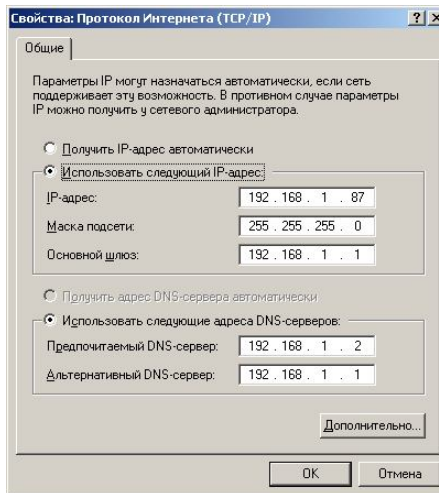 Свойства: Протокол Интернета (TCP/IP)
Общие
Параметры IP могут назначаться автоматически, если сеть
поддерживает эту возможность. В противном случае параметры
IP можно получить у сетевого администратора.
Получить IP-адрес автоматически
Использовать следующий IP-адрес:
IP-адрес: 192 . 168 . 1 . 87
Маска подсети: 255 . 255 . 255 . 0
Основной шлюз: 192 . 168 . 1 . 1
Получить адрес DNS-сервера автоматически
Использовать следующие адреса DNS-серверов:
Предпочитаемый DNS-сервер: 192 . 168 . 1 . 2
Альтернативный DNS-сервер: 192 . 168 . 1 . 1
Дополнительно...
OK Отмена